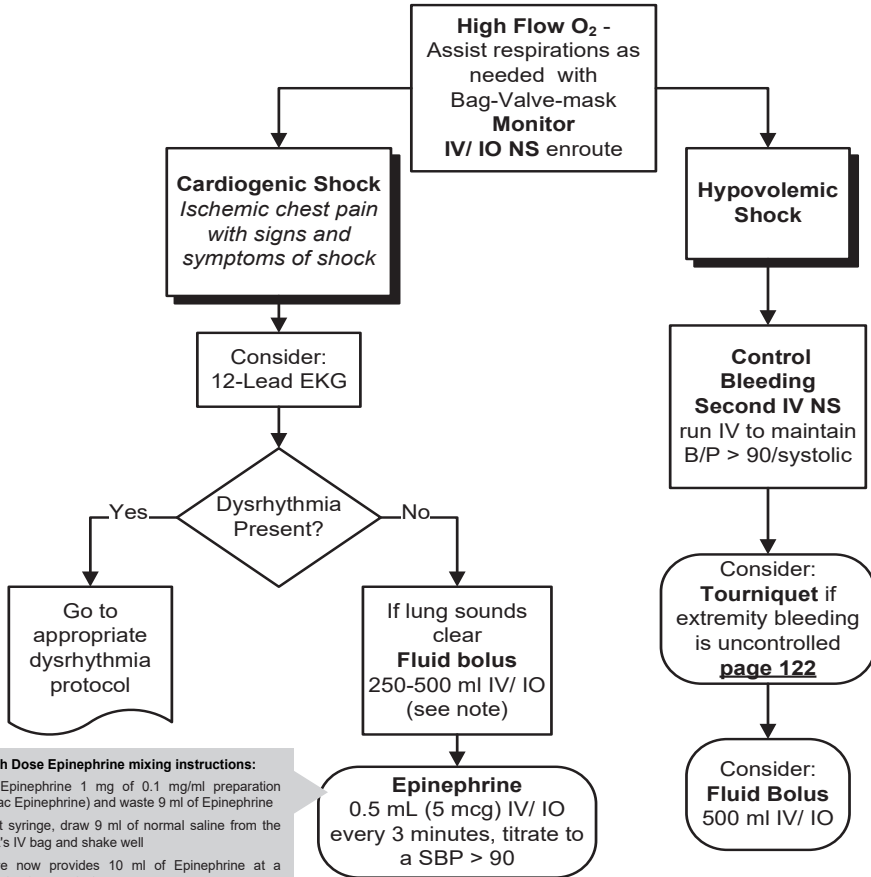 High Flow O₂ -
Assist respirations as
needed with
Bag-Valve-mask
Monitor
IV/ IO NS enroute
Cardiogenic Shock
Ischemic chest pain
with signs and
symptoms of shock
Hypovolemic
Shock
Consider:
12-Lead EKG
Control
Bleeding
Second IV NS
run IV to maintain
B/P > 90/systolic
Dysrhythmia
Present?
Yes
No
Go to
appropriate
dysrhythmia
protocol
If lung sounds
clear
Fluid bolus
250-500 ml IV/ IO
(see note)
Consider:
Tourniquet if
extremity bleeding
is uncontrolled
page 122
Consider:
Fluid Bolus
500 ml IV/ IO
Epinephrine
0.5 mL (5 mcg) IV/ IO
every 3 minutes, titrate to
a SBP > 90
Dose Epinephrine mixing instructions:
Epinephrine 1 mg of 0.1 mg/ml preparation
Epinephrine) and waste 9 ml of Epinephrine
syringe, draw 9 ml of normal saline from the
IV bag and shake well
now provides 10 ml of Epinephrine at a